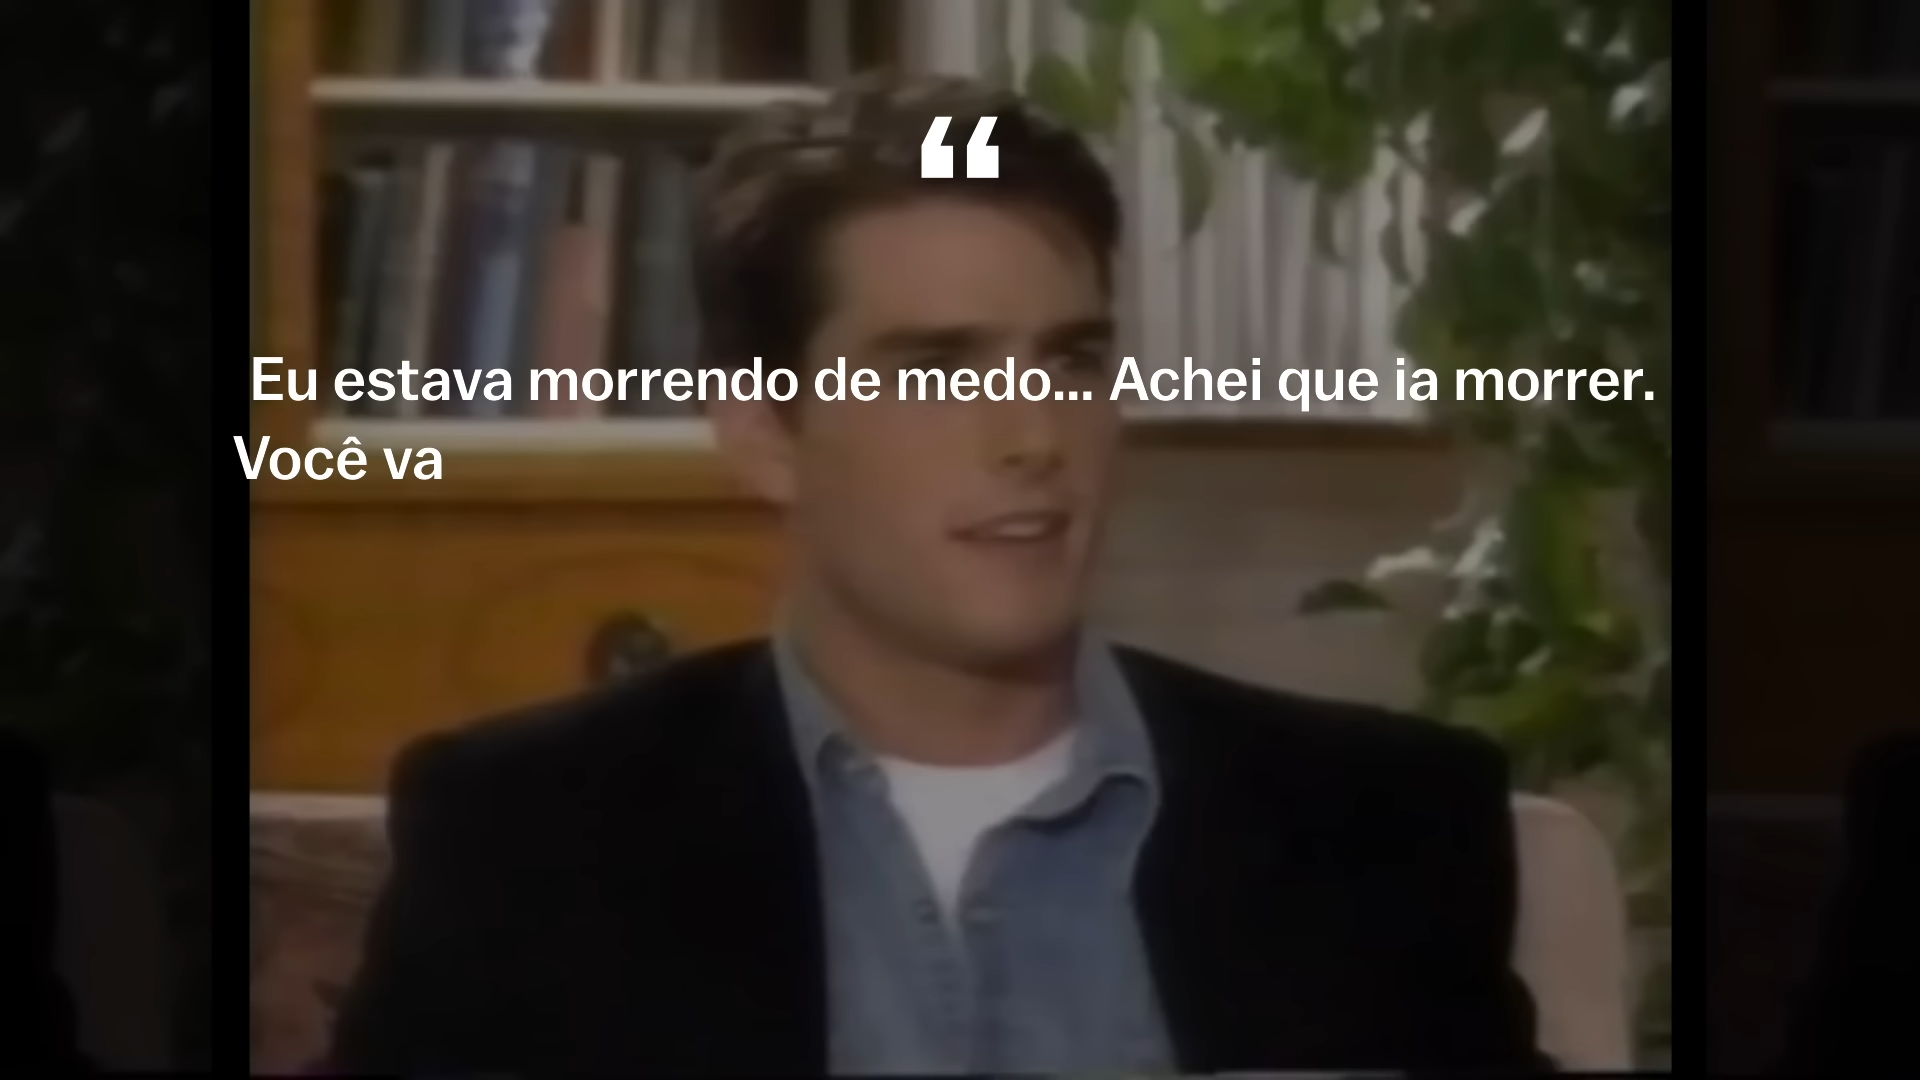 “
Eu estava morrendo de medo... Achei que ia morrer.
Você va